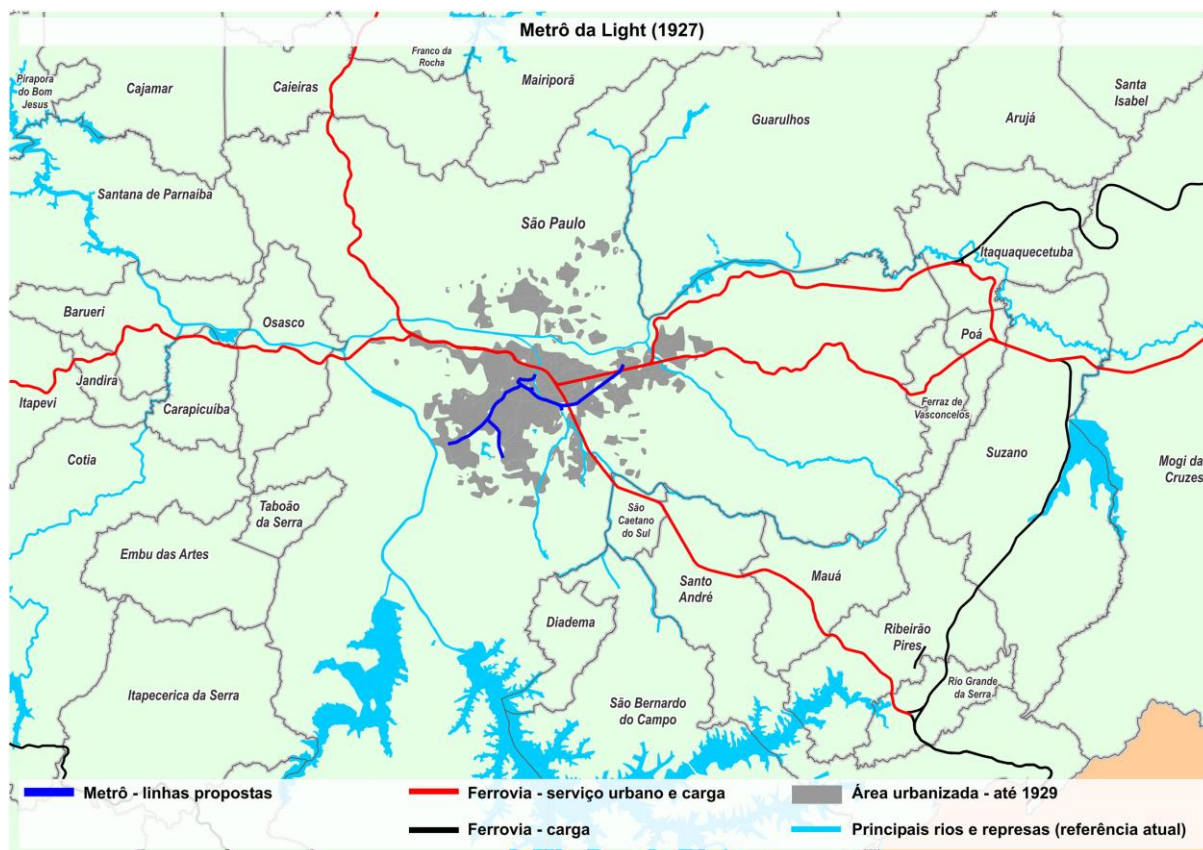 Metrô da Light (1927)
Franco da
Rocha
Pirapora
do Bom
Jesus
Cajamar
Caieiras
Mairiporã
Guarulhos
Arujá
Santa
Isabel
Santana de Parnaíba
São Paulo
Itaquaquecetuba
Barueri
Osasco
Poá
Jandira
Itapevi
Carapicuíba
Ferraz de
Vasconcelos
Cotia
Suzano
Mogi da
Cruzes
Taboão
da Serra
São
Caetano
do Sul
Embu das Artes
Santo
André
Mauá
Diadema
Ribeirão
Pires
Rio Grande
da Serra
Itapecerica da Serra
São Bernardo
do Campo
Metrô - linhas propostas
Ferrovia - serviço urbano e carga
Área urbanizada - até 1929
Ferrovia - carga
Principais rios e represas (referência atual)